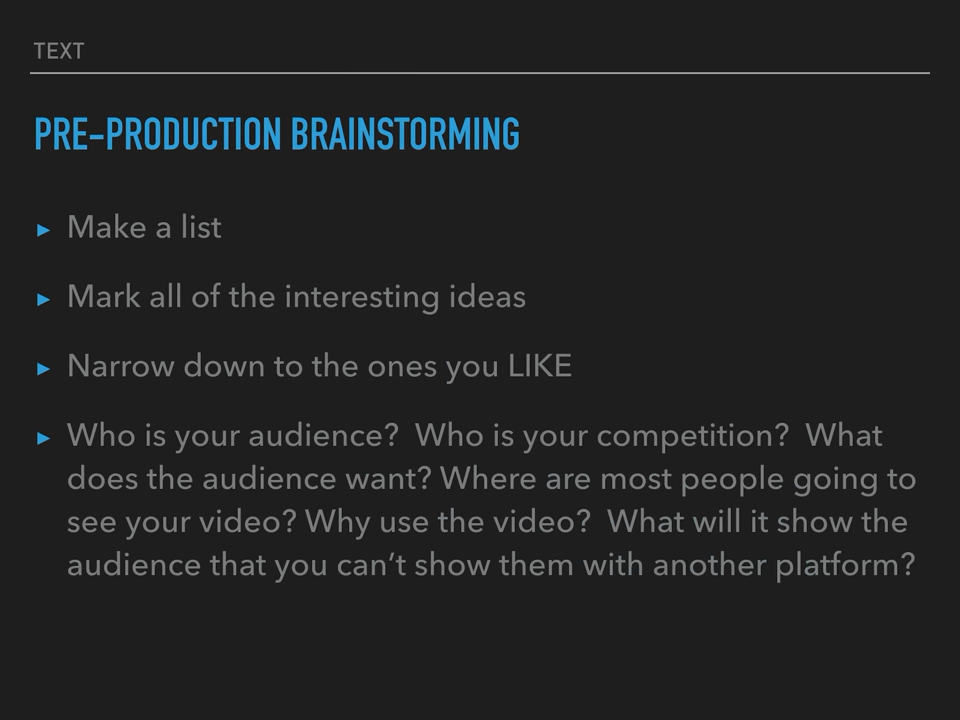 TEXT
PRE-PRODUCTION BRAINSTORMING
▸ Make a list
▸ Mark all of the interesting ideas
▸ Narrow down to the ones you LIKE
▸ Who is your audience?  Who is your competition?  What
does the audience want? Where are most people going to
see your video? Why use the video?  What will it show the
audience that you can’t show them with another platform?